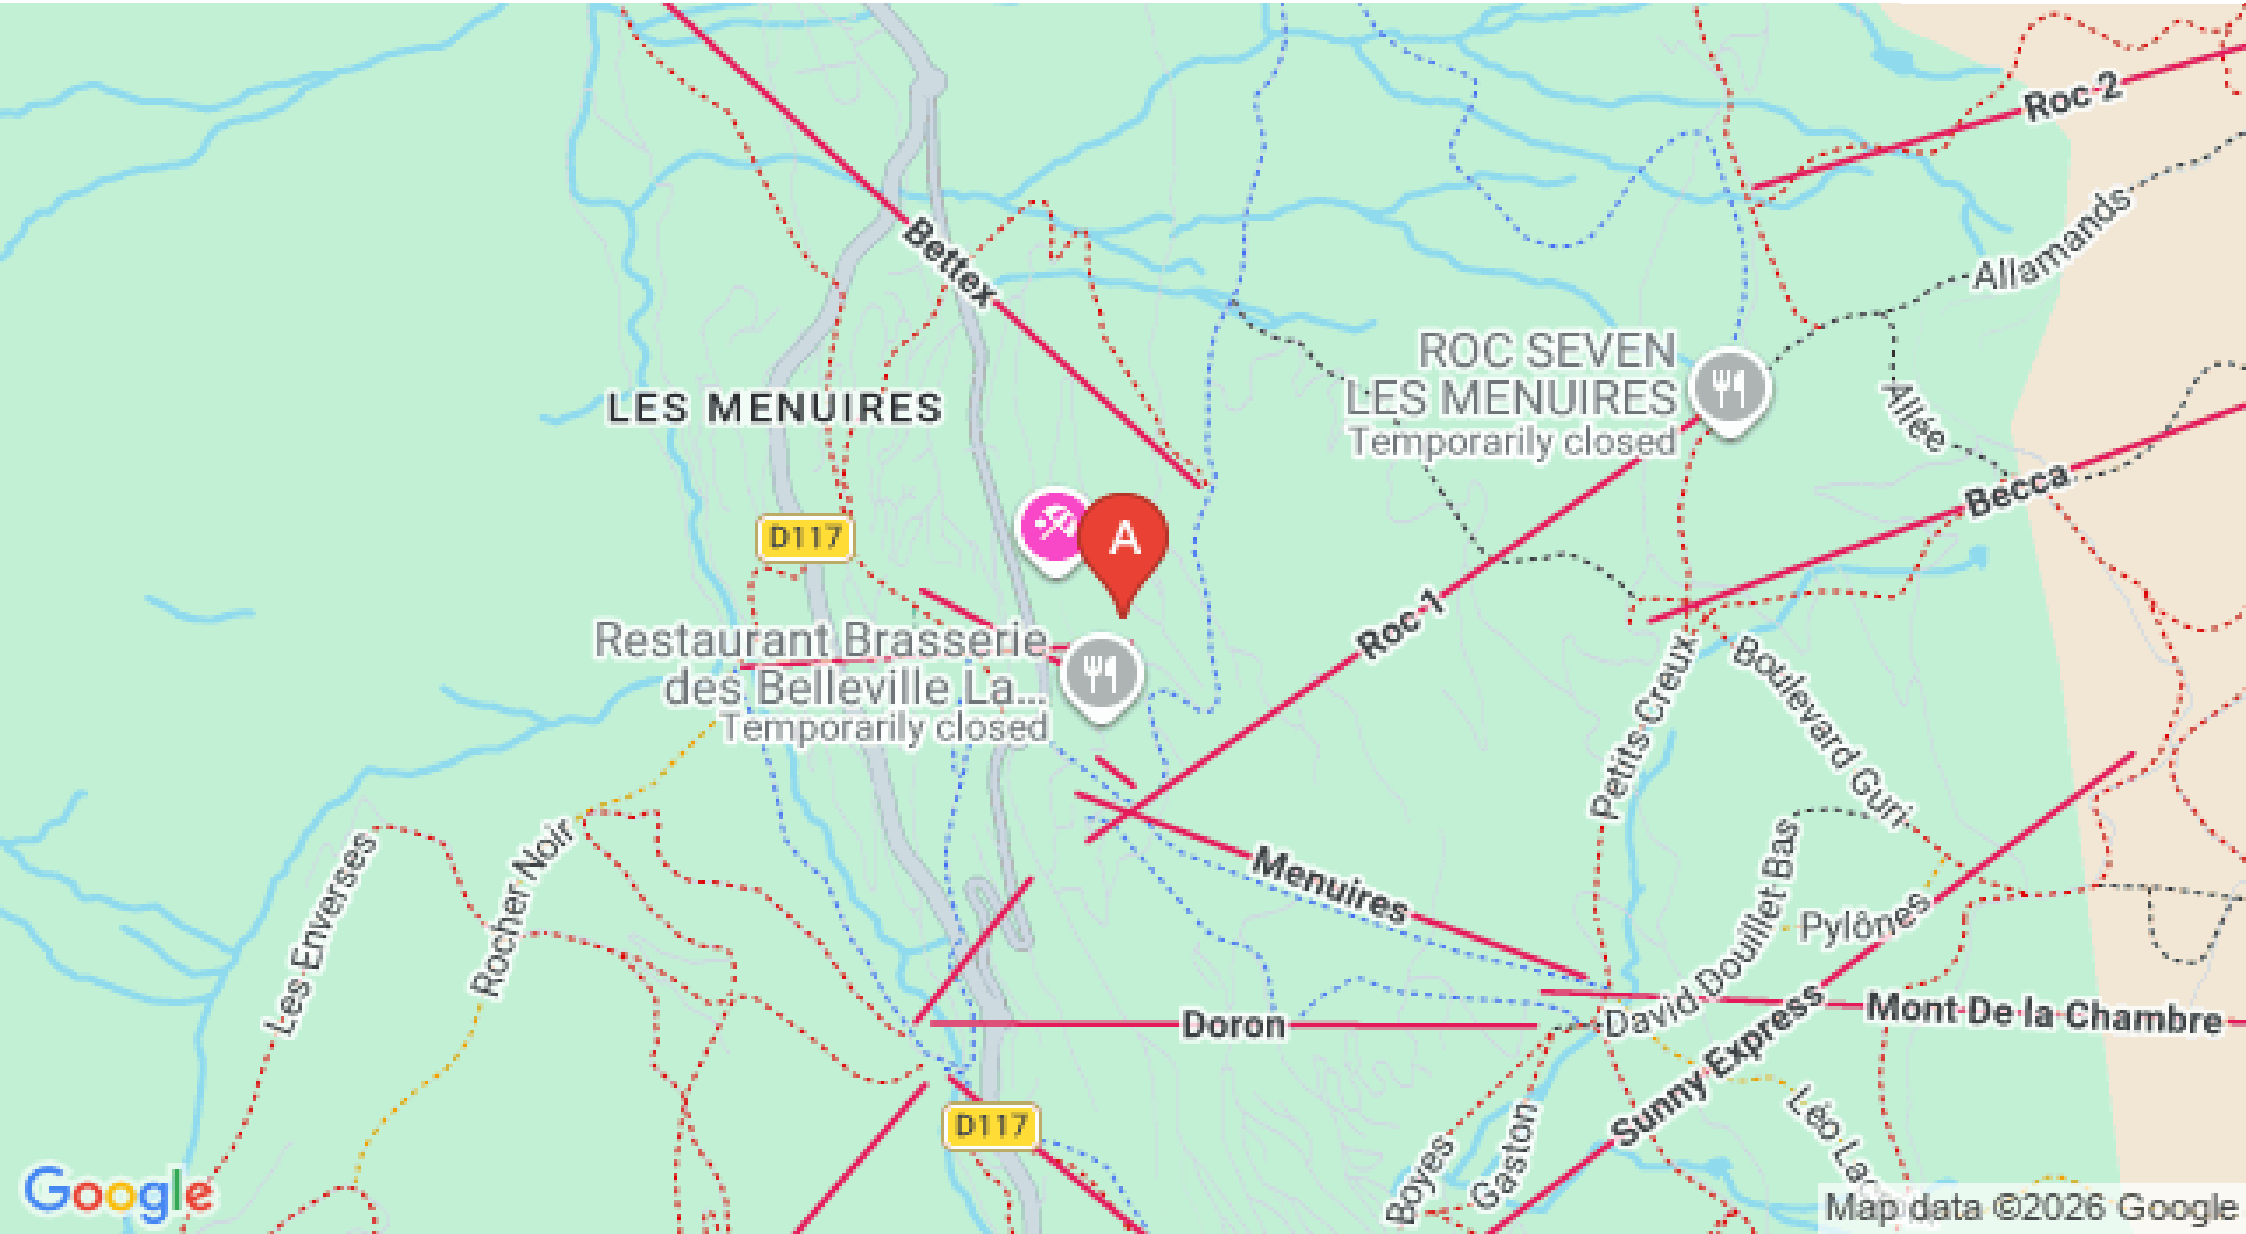 Roc 2
Bettex
Allamands
ROC SEVEN
LES MENUIRES
Temporarily closed
LES MENUIRES
Allée
Becca
A
D117
Roc 1
Restaurant Brasserie
des Belleville La...
Temporarily closed
Petits Creux
Boulevard Guri
Les Enverses
Rocher Noir
Menuires
David Douillet Bas
Pylônes
Doron
Mont De la Chambre
Sunny Express
D117
Boyes
Gaston
Léo Lac
Google
Map data ©2026 Google